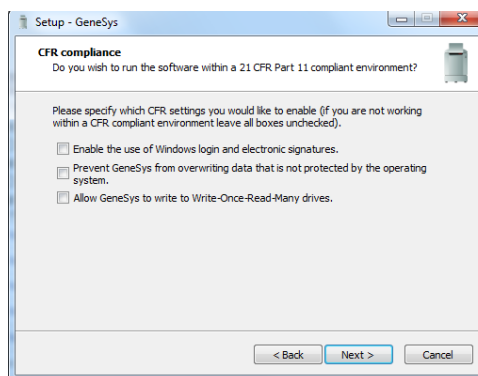 Setup - GeneSys
CFR compliance
Do you wish to run the software within a 21 CFR Part 11 compliant environment?
Please specify which CFR settings you would like to enable (if you are not working
within a CFR compliant environment leave all boxes unchecked).
Enable the use of Windows login and electronic signatures.
Prevent GeneSys from overwriting data that is not protected by the operating
system.
Allow GeneSys to write to Write-Once-Read-Many drives.
< Back
Next >
Cancel